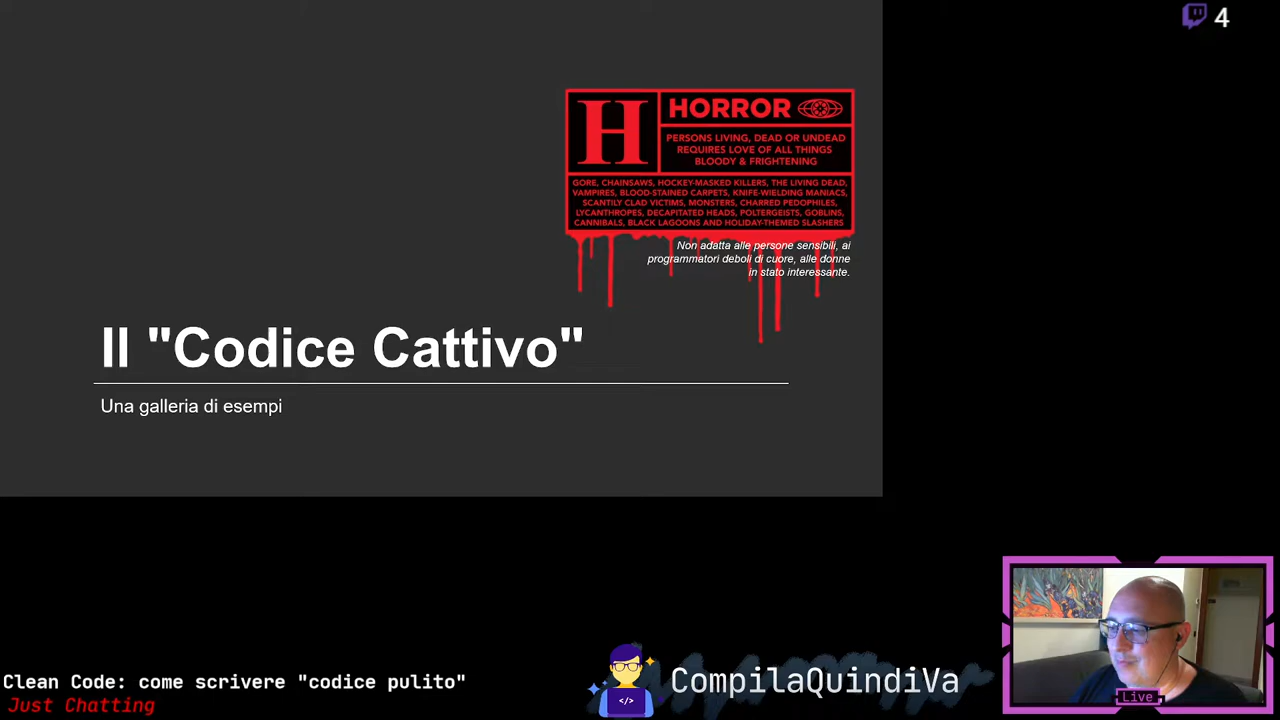 4
H
HORROR
PERSONS LIVING, DEAD OR UNDEAD
REQUIRES LOVE OF ALL THINGS
BLOODY & FRIGHTENING
GORE, CHAINSAWS, HOCKEY-MASKED KILLERS, THE LIVING DEAD,
VAMPIRES, BLOOD-STAINED CARPETS, KNIFE-WIELDING MANIACS,
SCANTILY CLAD VICTIMS, MONSTERS, CHARRED PEDOPHILES,
LYCANTHROPES, DECAPITATED HEADS, POLTERGEISTS, GOBLINS,
CANNIBALS, BLACK LAGOONS AND HOLIDAY-THEMED SLASHERS
Non adatta alle persone sensibili, ai
programmatori deboli di cuore, alle donne
in stato interessante.
Il "Codice Cattivo"
Una galleria di esempi
Clean Code: come scrivere "codice pulito"
Just Chatting
</>
CompilaQuindiVa
Live